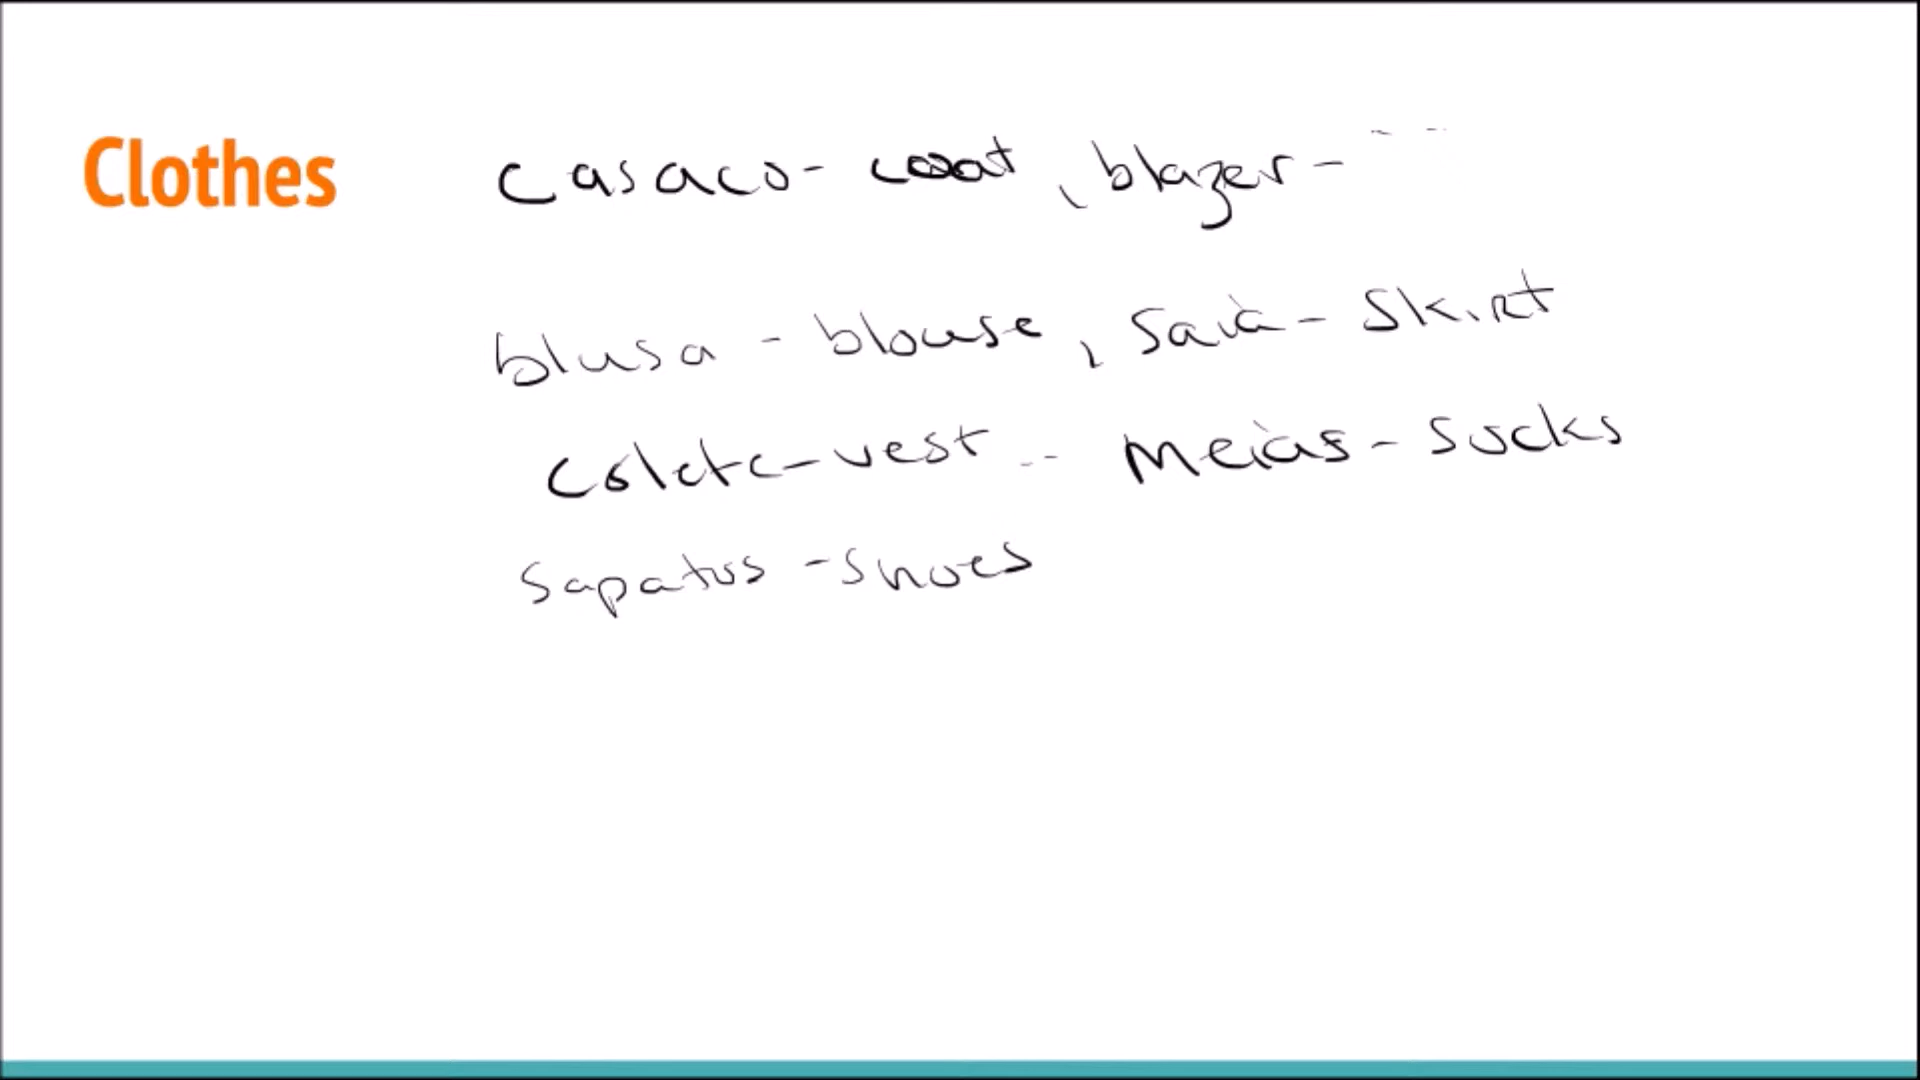 Clothes
casaco - coat, blazer - "
blusa - blouse, saia - skirt
colete - vest -- meias - socks
sapatos - shoes